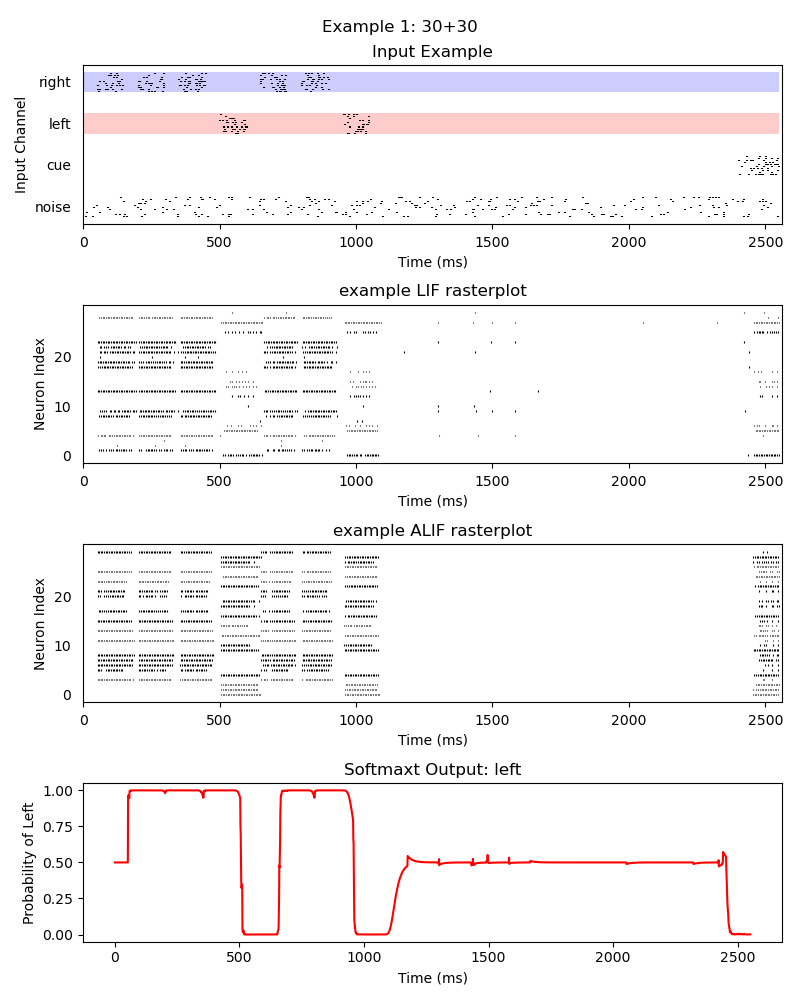 Example 1: 30+30
Input Example
Input Channel
right
left
cue
noise
0 500 1000 1500 2000 2500
Time (ms)
example LIF rasterplot
Neuron Index
20
10
0
0 500 1000 1500 2000 2500
Time (ms)
example ALIF rasterplot
Neuron Index
20
10
0
0 500 1000 1500 2000 2500
Time (ms)
Softmaxt Output: left
Probability of Left
1.00
0.75
0.50
0.25
0.00
0 500 1000 1500 2000 2500
Time (ms)